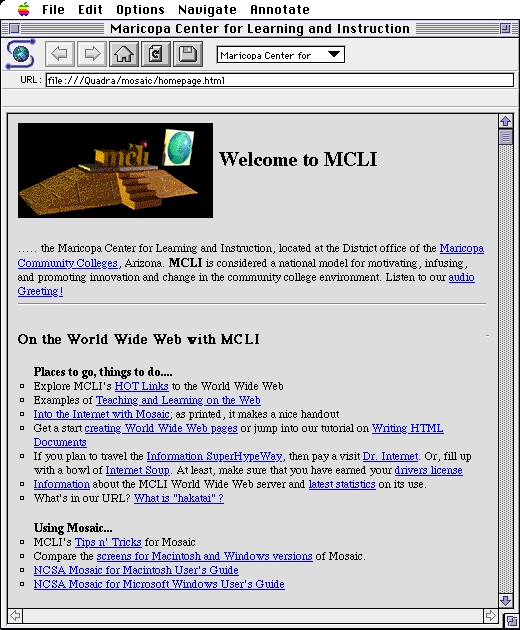 File Edit Options Navigate Annotate
Maricopa Center for Learning and Instruction
Maricopa Center for
URL: file:///Quadra/mosaic/homepage.html
mcli
Welcome to MCLI
..... the Maricopa Center for Learning and Instruction, located at the District office of the Maricopa
Community Colleges, Arizona. MCLI is considered a national model for motivating, infusing,
and promoting innovation and change in the community college environment. Listen to our audio
Greeting!
On the World Wide Web with MCLI
Places to go, things to do....
Explore MCLI's HOT Links to the World Wide Web
Examples of Teaching and Learning on the Web
Into the Internet with Mosaic; as printed, it makes a nice handout
Get a start creating World Wide Web pages or jump into our tutorial on Writing HTML
Documents
If you plan to travel the Information SuperHypeWay, then pay a visit Dr. Internet. Or, fill up
with a bowl of Internet Soup. At least, make sure that you have earned your drivers license
Information about the MCLI World Wide Web server and latest statistics on its use.
What's in our URL? What is "hakatai" ?
Using Mosaic...
MCLI's Tips n' Tricks for Mosaic
Compare the screens for Macintosh and Windows versions of Mosaic.
NCSA Mosaic for Macintosh User's Guide
NCSA Mosaic for Microsoft Windows User's Guide